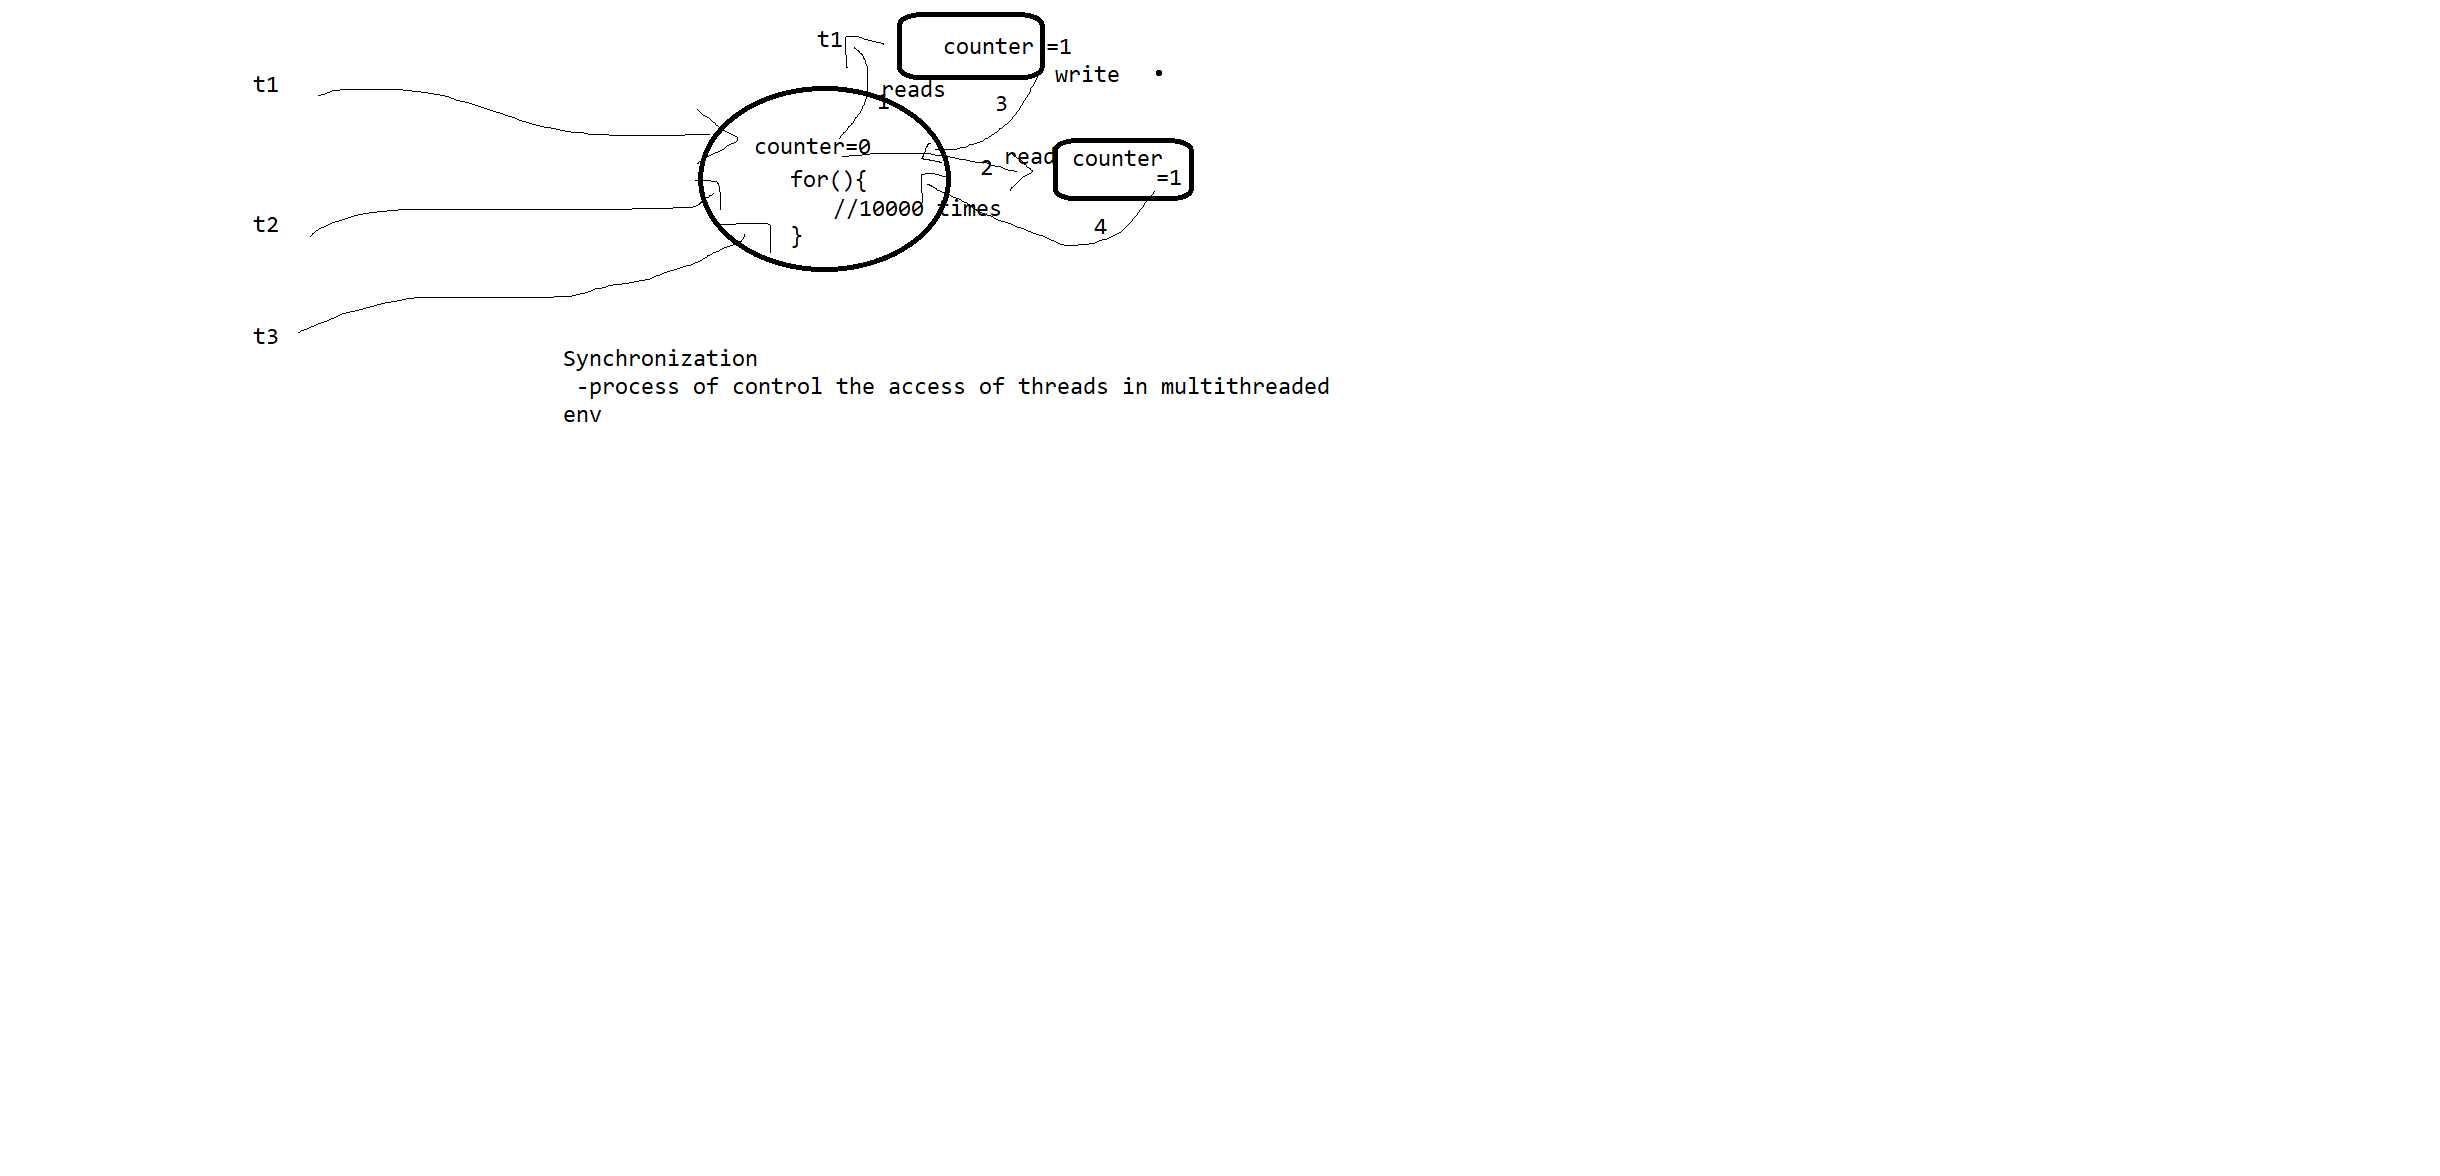 t1
t1
counter =1
write
reads
1
3
counter=0
2
read
counter
=1
for(){
//10000 times
}
4
t2
t3
Synchronization
-process of control the access of threads in multithreaded
env